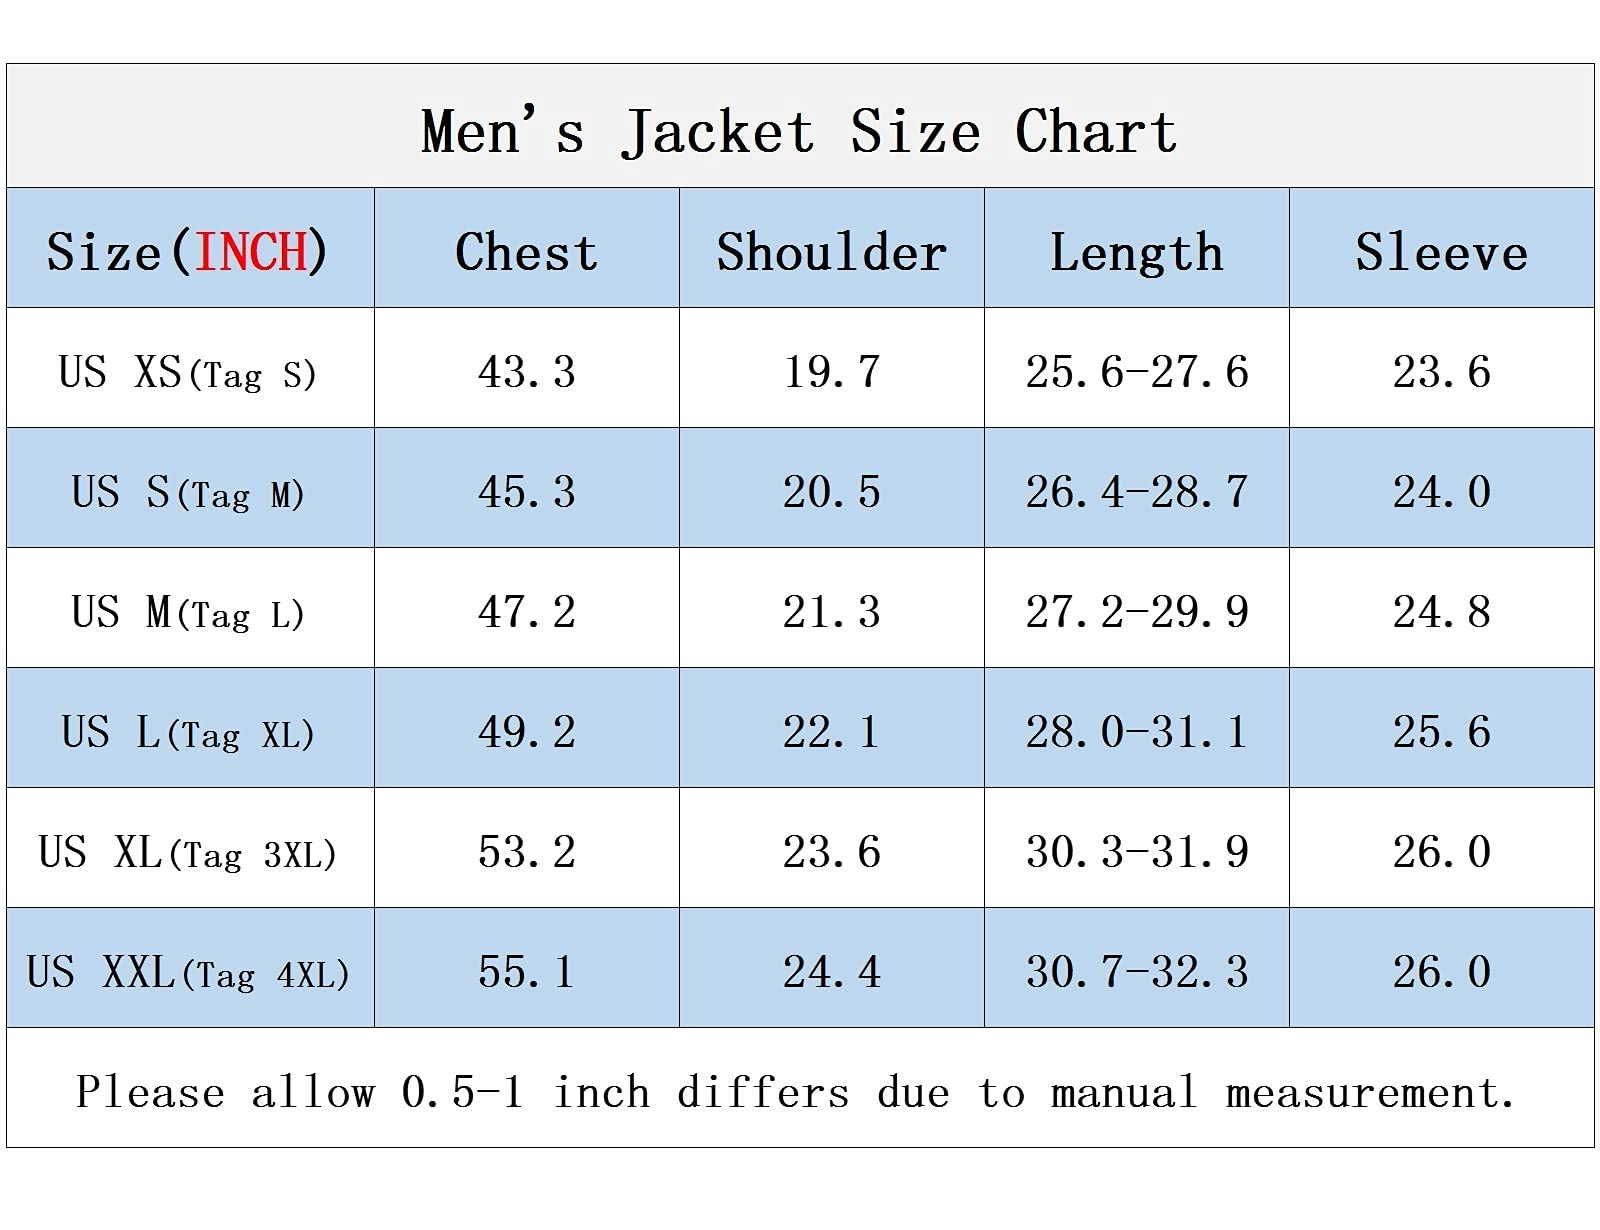 Men's Jacket Size Chart
Size(INCH) Chest Shoulder Length Sleeve
US XS(Tag S) 43.3 19.7 25.6-27.6 23.6
US S(Tag M) 45.3 20.5 26.4-28.7 24.0
US M(Tag L) 47.2 21.3 27.2-29.9 24.8
US L(Tag XL) 49.2 22.1 28.0-31.1 25.6
US XL(Tag 3XL) 53.2 23.6 30.3-31.9 26.0
US XXL(Tag 4XL) 55.1 24.4 30.7-32.3 26.0
Please allow 0.5-1 inch differs due to manual measurement.